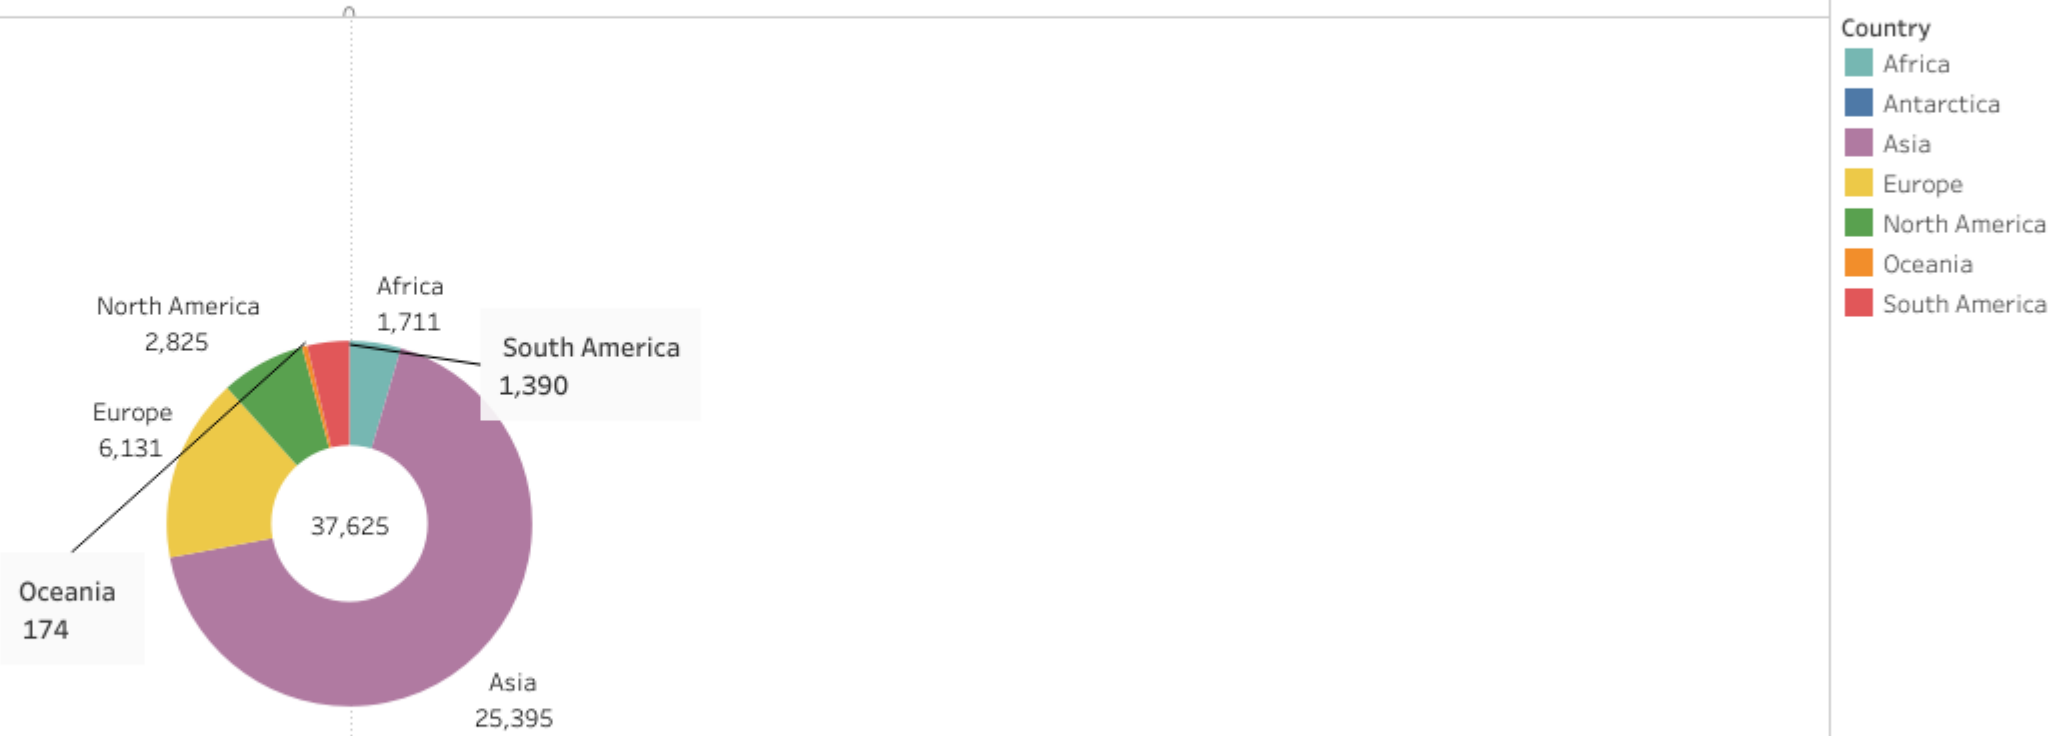 Country
Africa
Antarctica
Asia
Europe
North America
Oceania
South America
Africa
1,711
North America
2,825
South America
1,390
Europe
6,131
37,625
Oceania
174
Asia
25,395